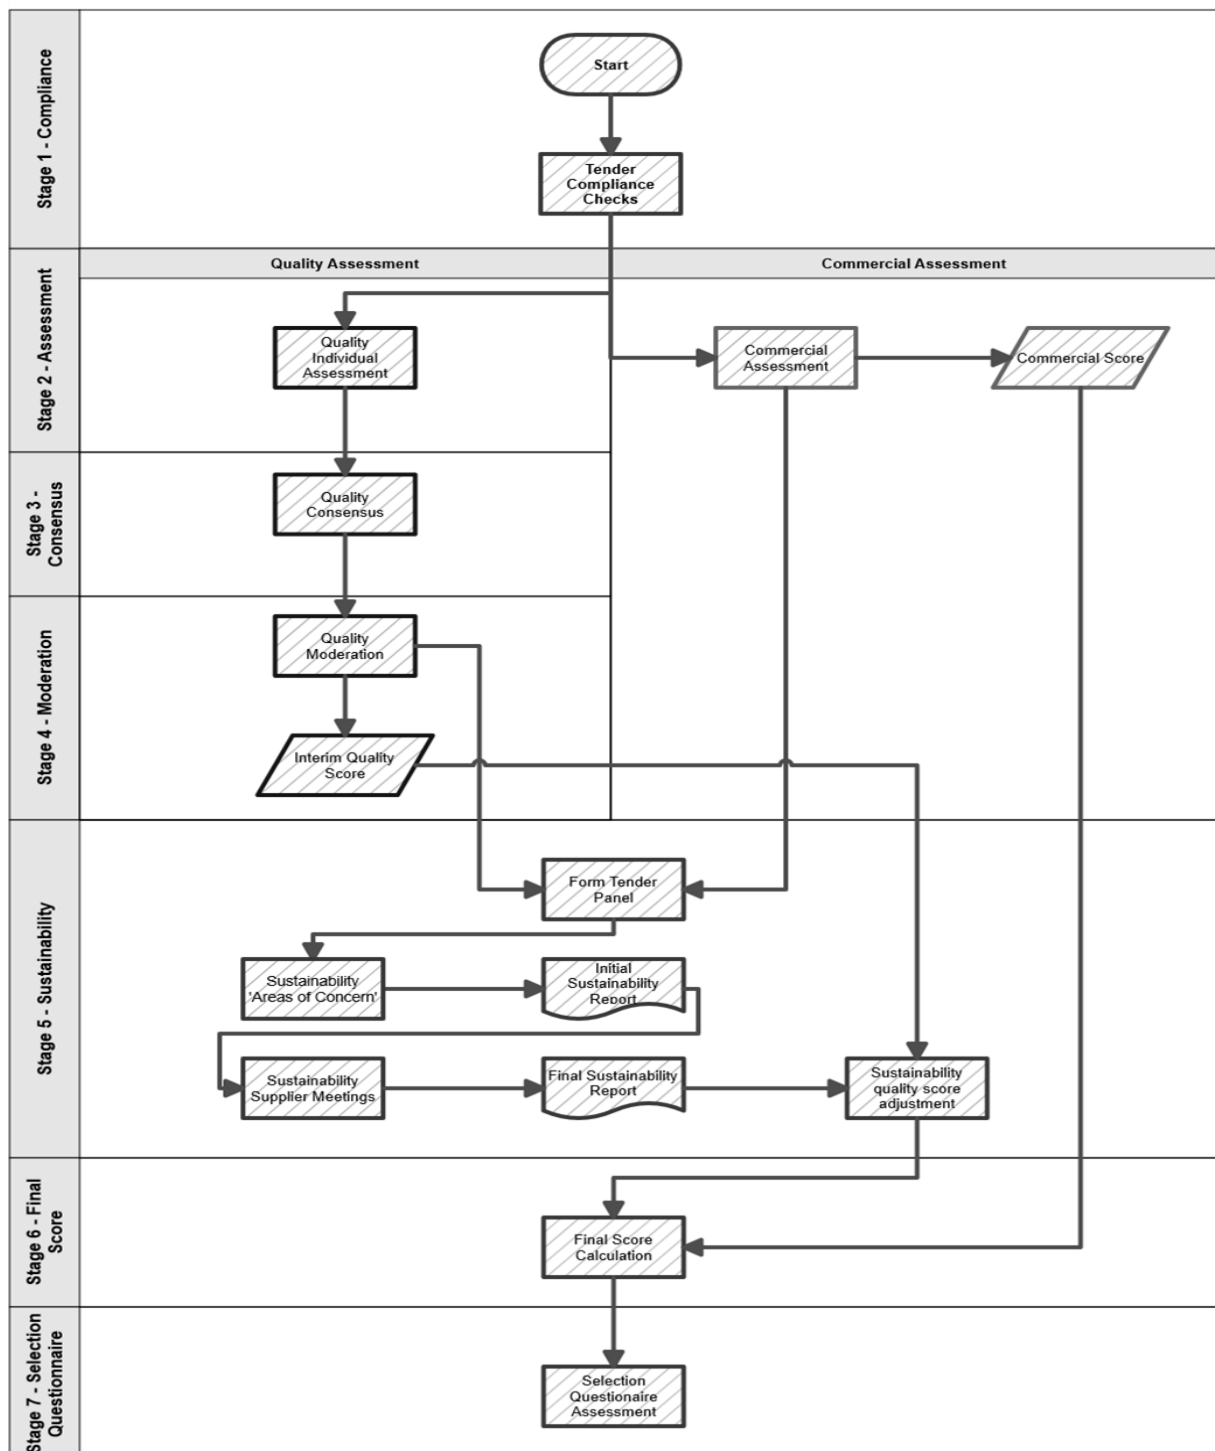 Stage 1 - Compliance
Start
Tender
Compliance
Checks
Stage 2 - Assessment
Quality Assessment
Commercial Assessment
Quality
Individual
Assessment
Commercial
Assessment
Commercial Score
Stage 3 -
Consensus
Quality
Consensus
Stage 4 - Moderation
Quality
Moderation
Interim Quality
Score
Stage 5 - Sustainability
Form Tender
Panel
Sustainability
'Areas of Concern'
Initial
Sustainability
Report
Sustainability
Supplier Meetings
Final Sustainability
Report
Sustainability
quality score
adjustment
Stage 6 - Final
Score
Final Score
Calculation
Stage 7 - Selection
Questionnaire
Selection
Questionaire
Assessment